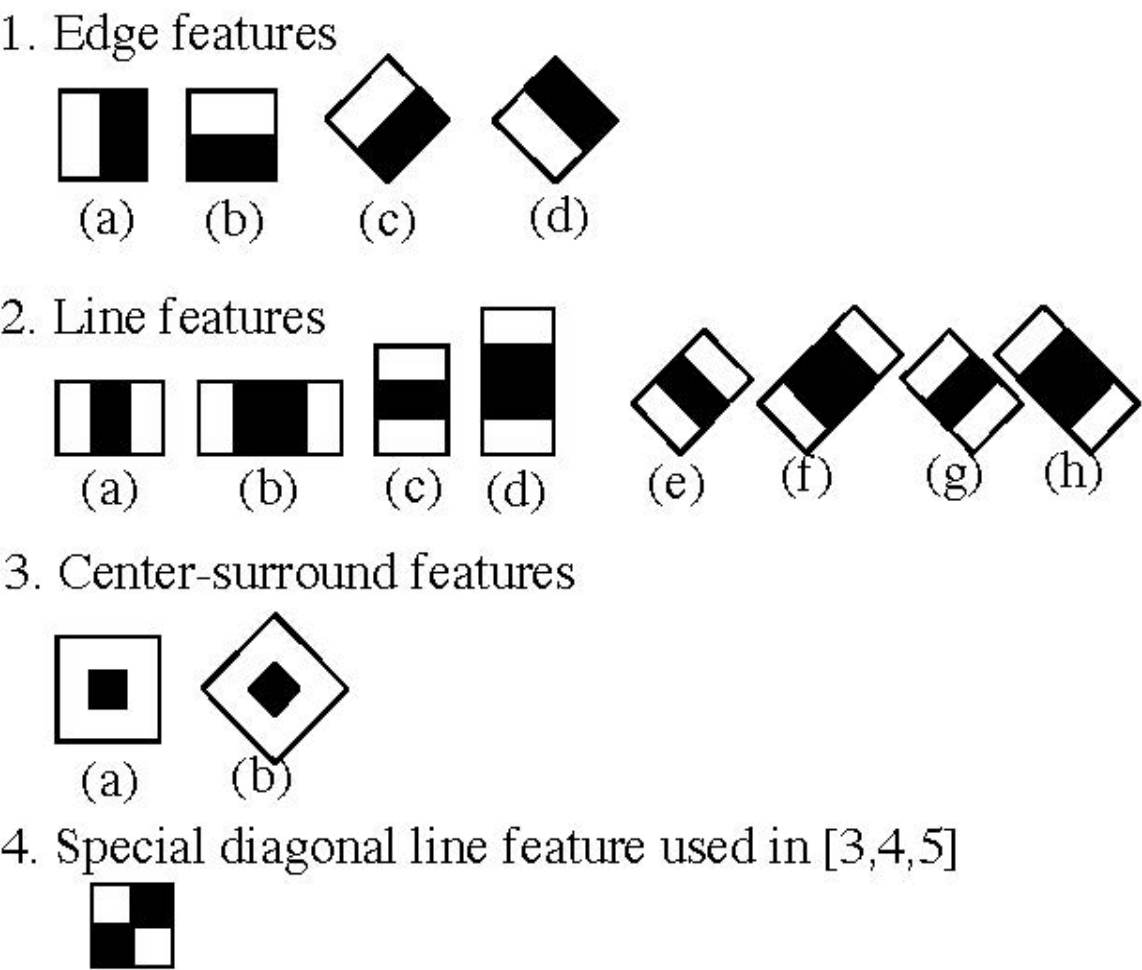 1. Edge features
(a) (b) (c) (d)
2. Line features
(a) (b) (c) (d) (e) (f) (g) (h)
3. Center-surround features
(a) (b)
4. Special diagonal line feature used in [3,4,5]